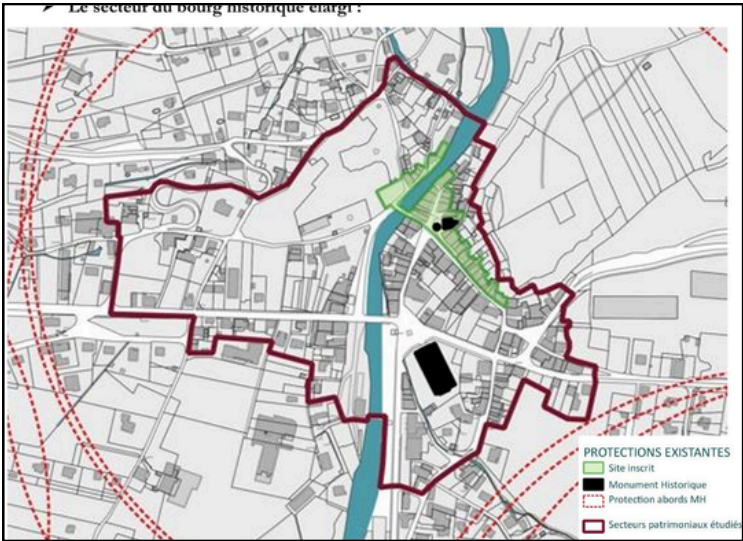 ➤ Le secteur du bourg historique élargi :
PROTECTIONS EXISTANTES
Site inscrit
Monument Historique
Protection abords MH
Secteurs patrimoniaux étudiés